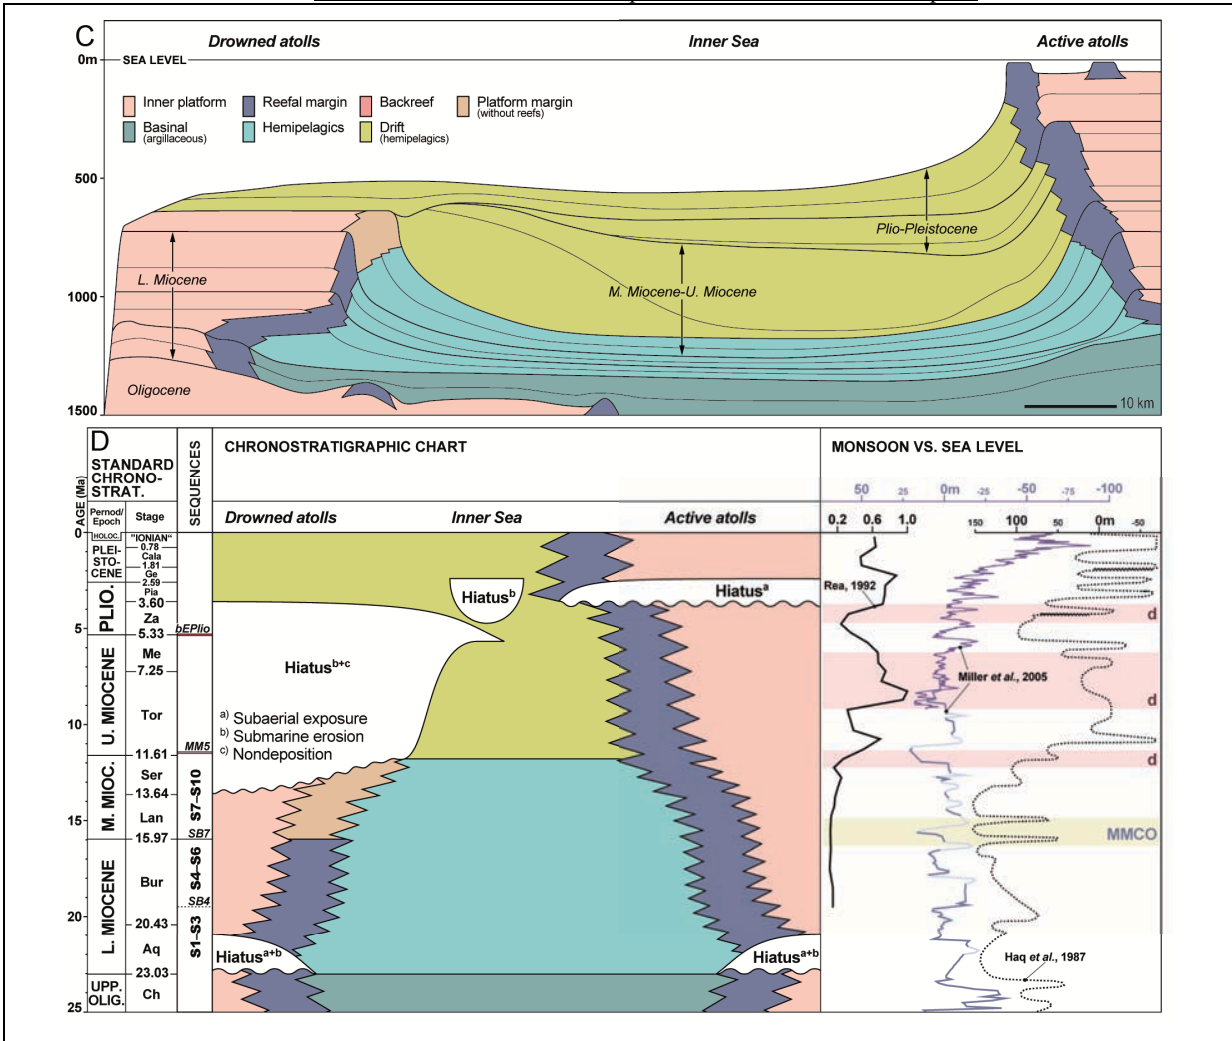 C
Drowned atolls
Inner Sea
Active atolls
0m
SEA LEVEL
Inner platform
Reefal margin
Backreef
Platform margin
(without reefs)
Basinal
(argillaceous)
Hemipelagics
Drift
(hemipelagics)
500
Plio-Pleistocene
L. Miocene
M. Miocene-U. Miocene
1000
Oligocene
10 km
1500
D
STANDARD
CHRONO-
STRAT.
SEQUENCES
CHRONOSTRATIGRAPHIC CHART
MONSOON VS. SEA LEVEL
AGE (Ma)
50 25 0m -25 -50 -75 -100
Period/
Epoch
Stage
Drowned atolls
Inner Sea
Active atolls
0.2 0.6 1.0 150 100 50 0m -50
0
HOLOC.
"IONIAN"
0.78
PLEI-
STO-
CENE
Cala
1.81
Ge
2.59
PLIO.
Pia
3.60
Za
5.33
bEPlio
5
Hiatus b
Hiatus a
Rea, 1992
d
U. MIOCENE
Me
7.25
Tor
11.61
MM5
10
Hiatus b+c
a) Subaerial exposure
b) Submarine erosion
c) Nondeposition
Miller et al., 2005
d
d
M. MIOC.
Ser
13.64
Lan
15.97
SB7
S7–S10
15
MMCO
L. MIOCENE
Bur
SB4
S4–S6
20
20.43
Aq
23.03
S1–S3
Hiatus a+b
Hiatus a+b
Haq et al., 1987
UPP.
OLIG.
Ch
25